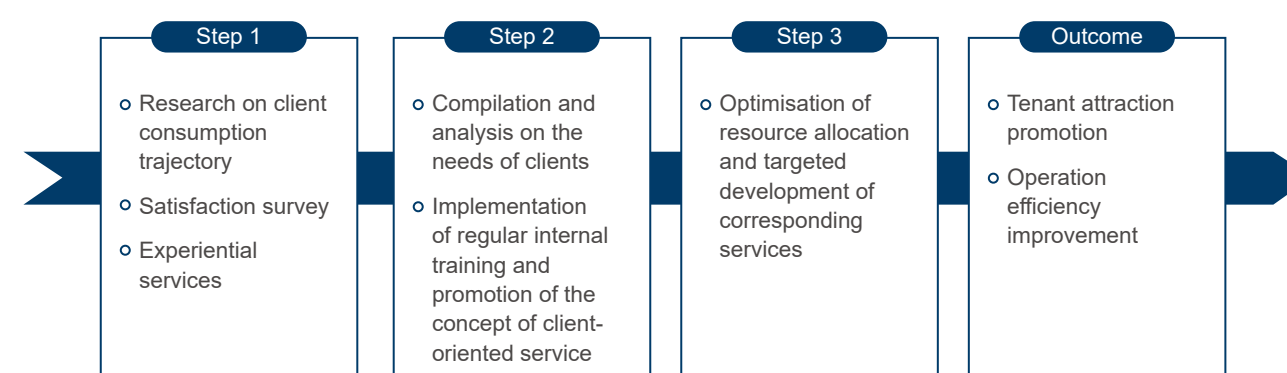 Step 1
Research on client
consumption
trajectory
Satisfaction survey
Experiential
services
Step 2
Compilation and
analysis on the
needs of clients
Implementation
of regular internal
training and
promotion of the
concept of client-
oriented service
Step 3
Optimisation of
resource allocation
and targeted
development of
corresponding
services
Outcome
Tenant attraction
promotion
Operation
efficiency
improvement